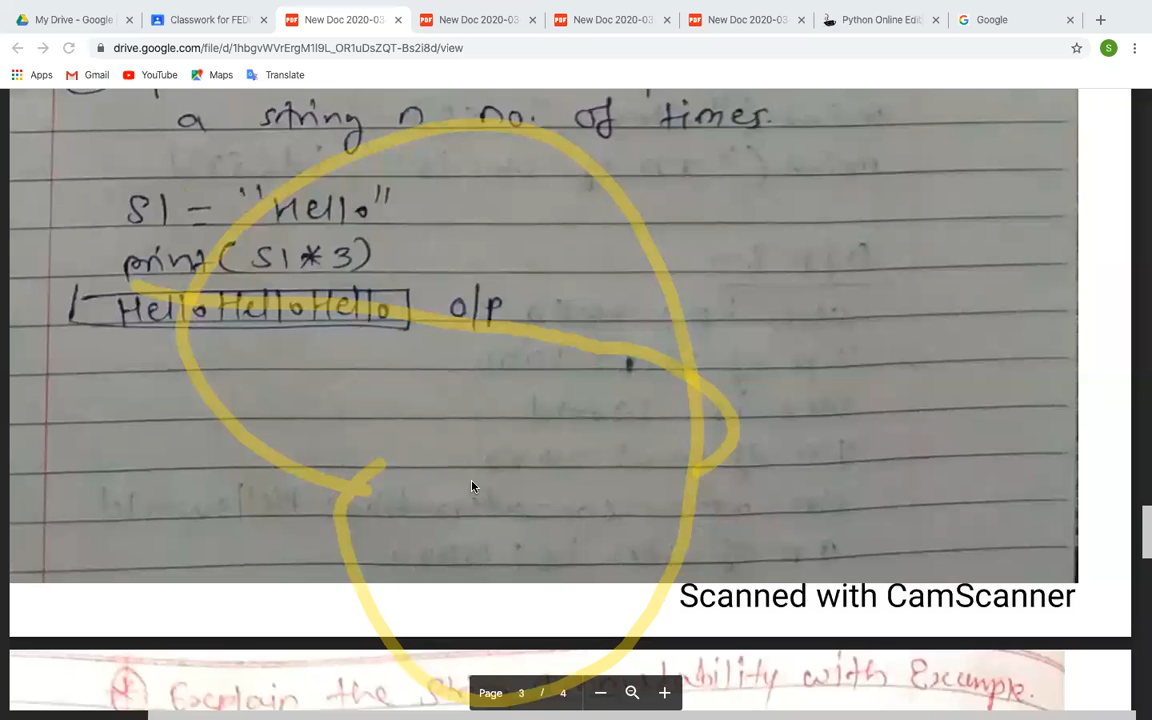 My Drive - Google
Classwork for FED
New Doc 2020-03
New Doc 2020-03
New Doc 2020-03
New Doc 2020-03
Python Online Edit
Google
drive.google.com/file/d/1hbgvWVrErgM1I9L_OR1uDsZQT-Bs2i8d/view
S
Apps
Gmail
YouTube
Maps
Translate
a string n no. of times.
S1 = "Hello"
print(S1*3)
HelloHelloHello o/p
Scanned with CamScanner
Explain the bility with Example.
Page 3 / 4